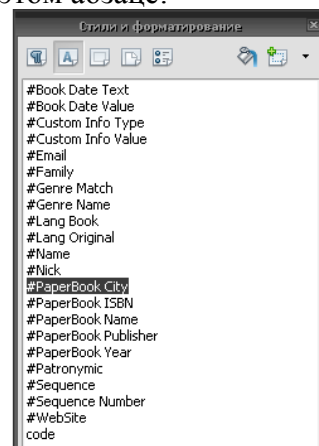 этом абзаце.
Стили и форматирование
#Book Date Text
#Book Date Value
#Custom Info Type
#Custom Info Value
#Email
#Family
#Genre Match
#Genre Name
#Lang Book
#Lang Original
#Name
#Nick
#PaperBook City
#PaperBook ISBN
#PaperBook Name
#PaperBook Publisher
#PaperBook Year
#Patronymic
#Sequence
#Sequence Number
#WebSite
code